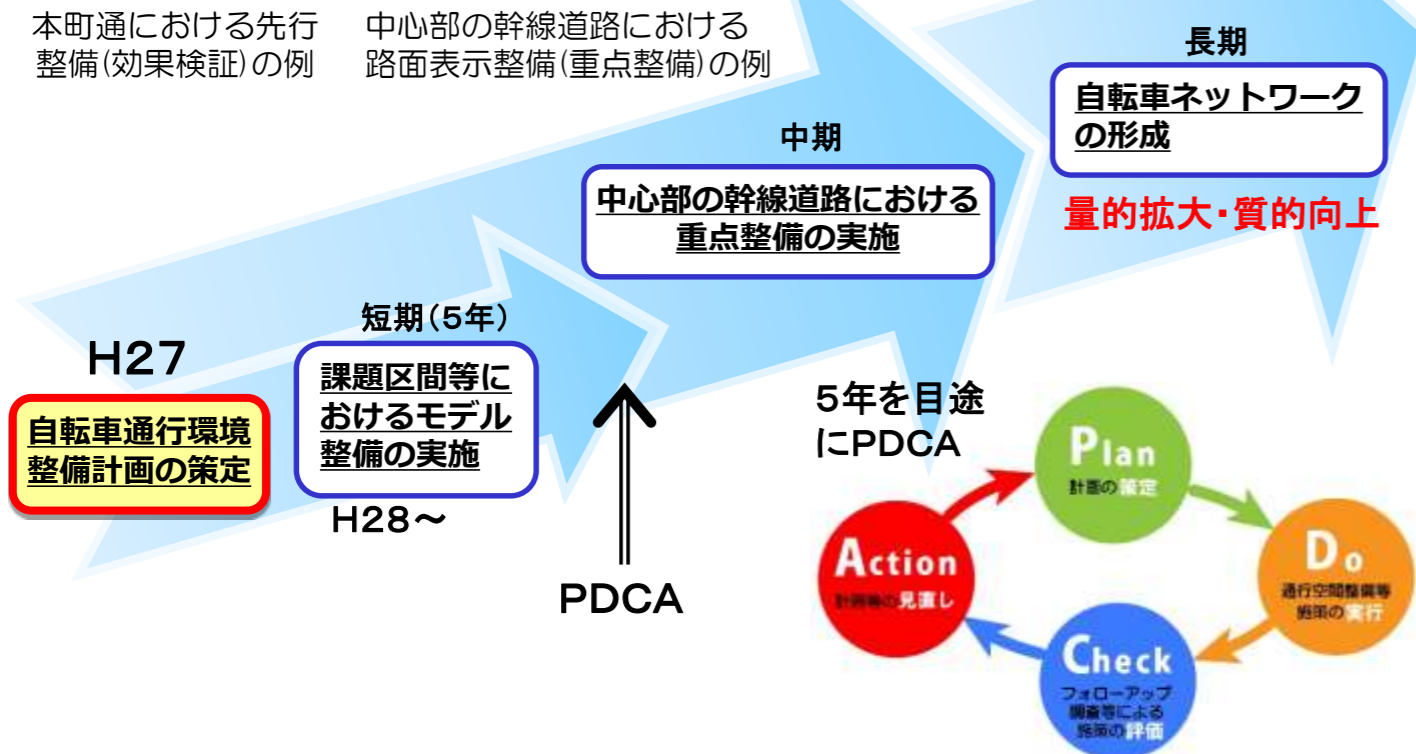 本町通における先行
整備(効果検証)の例
中心部の幹線道路における
路面表示整備(重点整備)の例
長期
自転車ネットワーク
の形成
量的拡大・質的向上
中期
中心部の幹線道路における
重点整備の実施
短期(5年)
課題区間等に
おけるモデル
整備の実施
H28～
H27
自転車通行環境
整備計画の策定
PDCA
5年を目途
にPDCA
Plan
計画の策定
Do
通行空間整備等
施策の実行
Check
フォローアップ
調査等による
施策の評価
Action
計画等の見直し